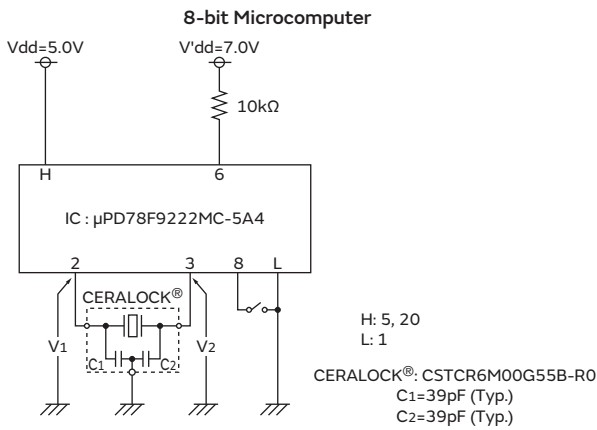 8-bit Microcomputer
Vdd=5.0V
V'dd=7.0V
10kΩ
H
6
IC : µPD78F9222MC-5A4
2
3
8
L
CERALOCK®
V1
C1
C2
V2
H: 5, 20
L: 1
CERALOCK®: CSTCR6M00G55B-R0
C1=39pF (Typ.)
C2=39pF (Typ.)